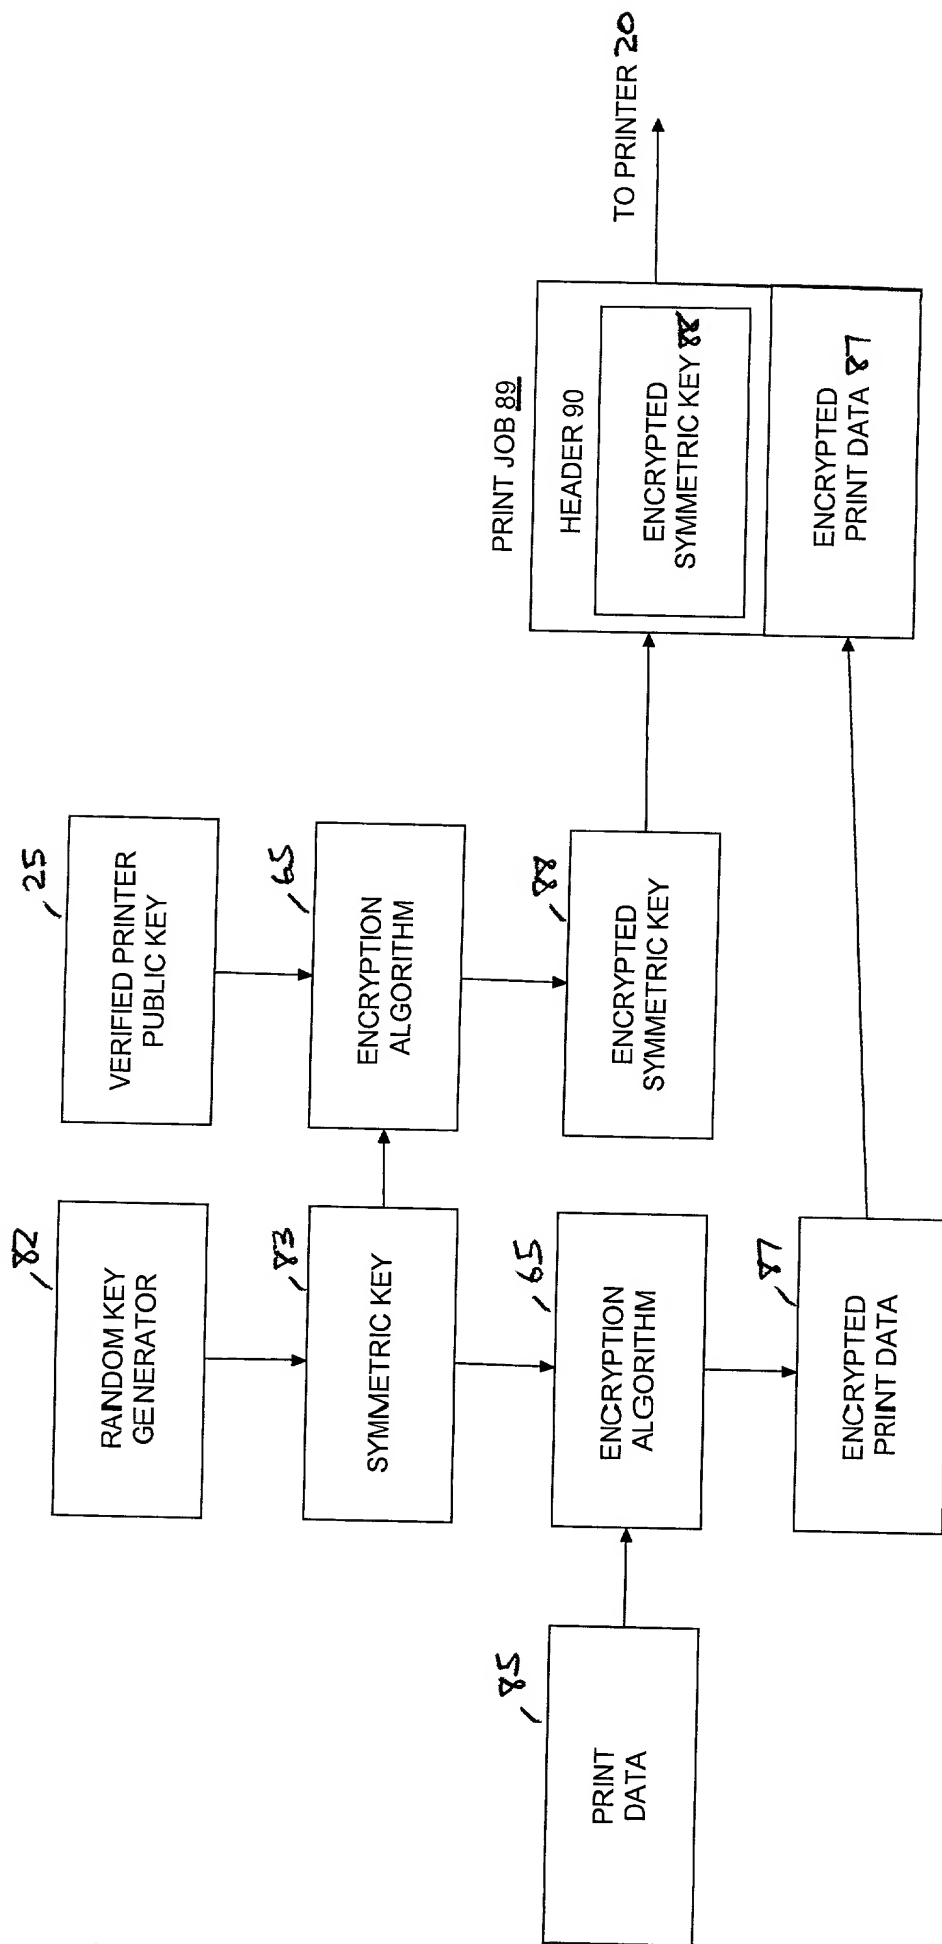 82
RANDOM KEY
GENERATOR
25
VERIFIED PRINTER
PUBLIC KEY
83
SYMMETRIC KEY
65
ENCRYPTION
ALGORITHM
PRINT JOB 89
HEADER 90
ENCRYPTED
SYMMETRIC KEY 88
ENCRYPTED
PRINT DATA 87
TO PRINTER 20
85
PRINT
DATA
65
ENCRYPTION
ALGORITHM
88
ENCRYPTED
SYMMETRIC KEY
87
ENCRYPTED
PRINT DATA